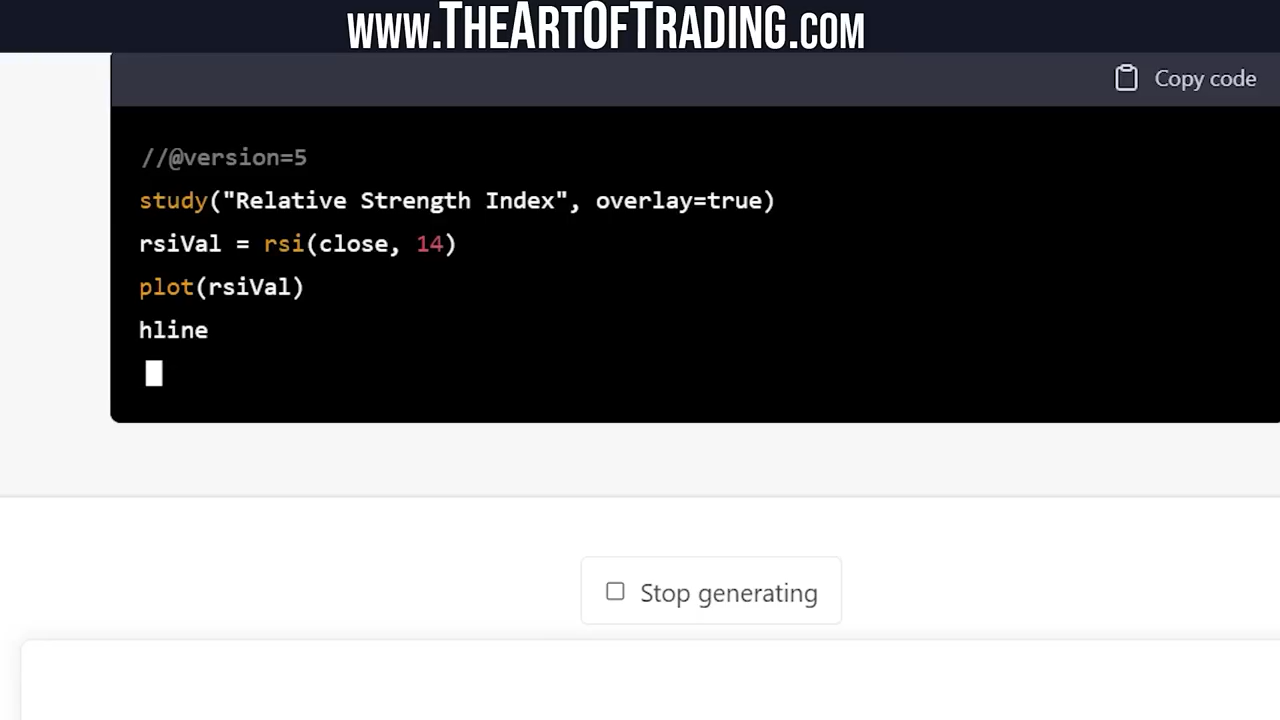 www.TheArtOfTrading.com
Copy code
//@version=5
study("Relative Strength Index", overlay=true)
rsiVal = rsi(close, 14)
plot(rsiVal)
hline
Stop generating